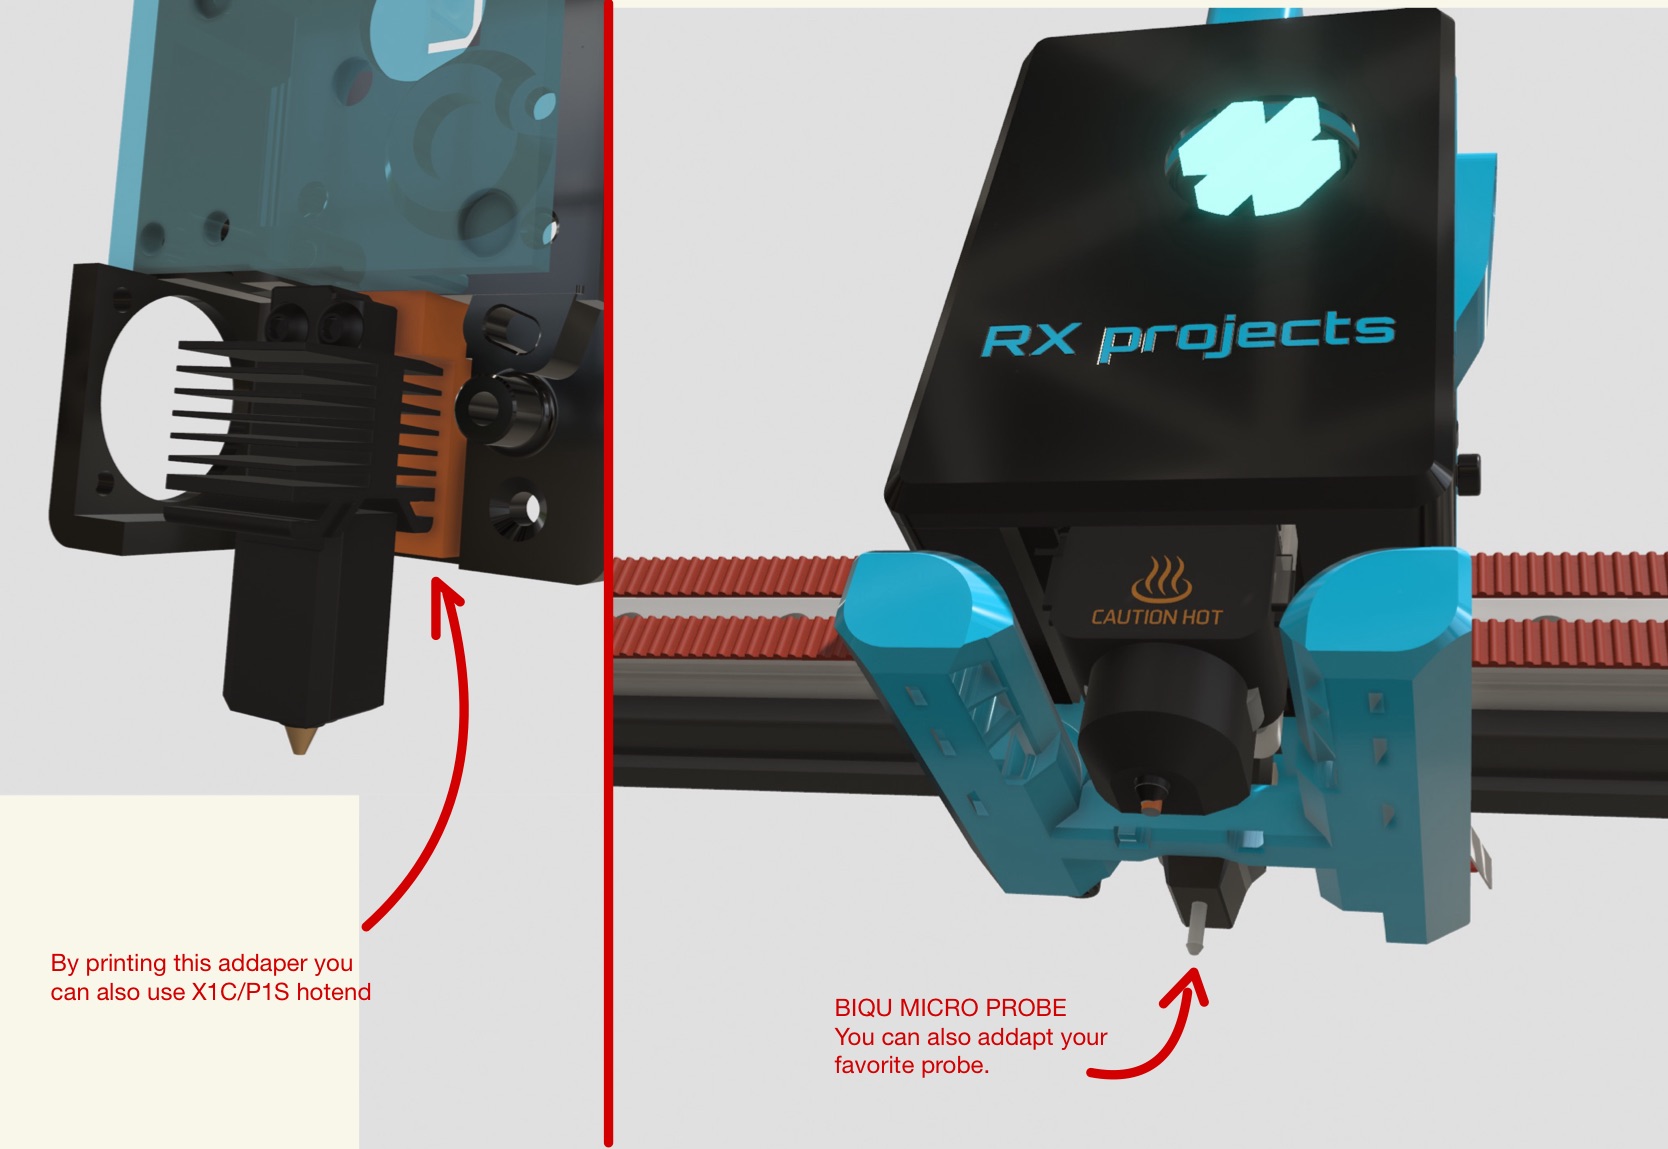 RX projects
CAUTION HOT
By printing this addaper you
can also use X1C/P1S hotend
BIQU MICRO PROBE
You can also addapt your
favorite probe.